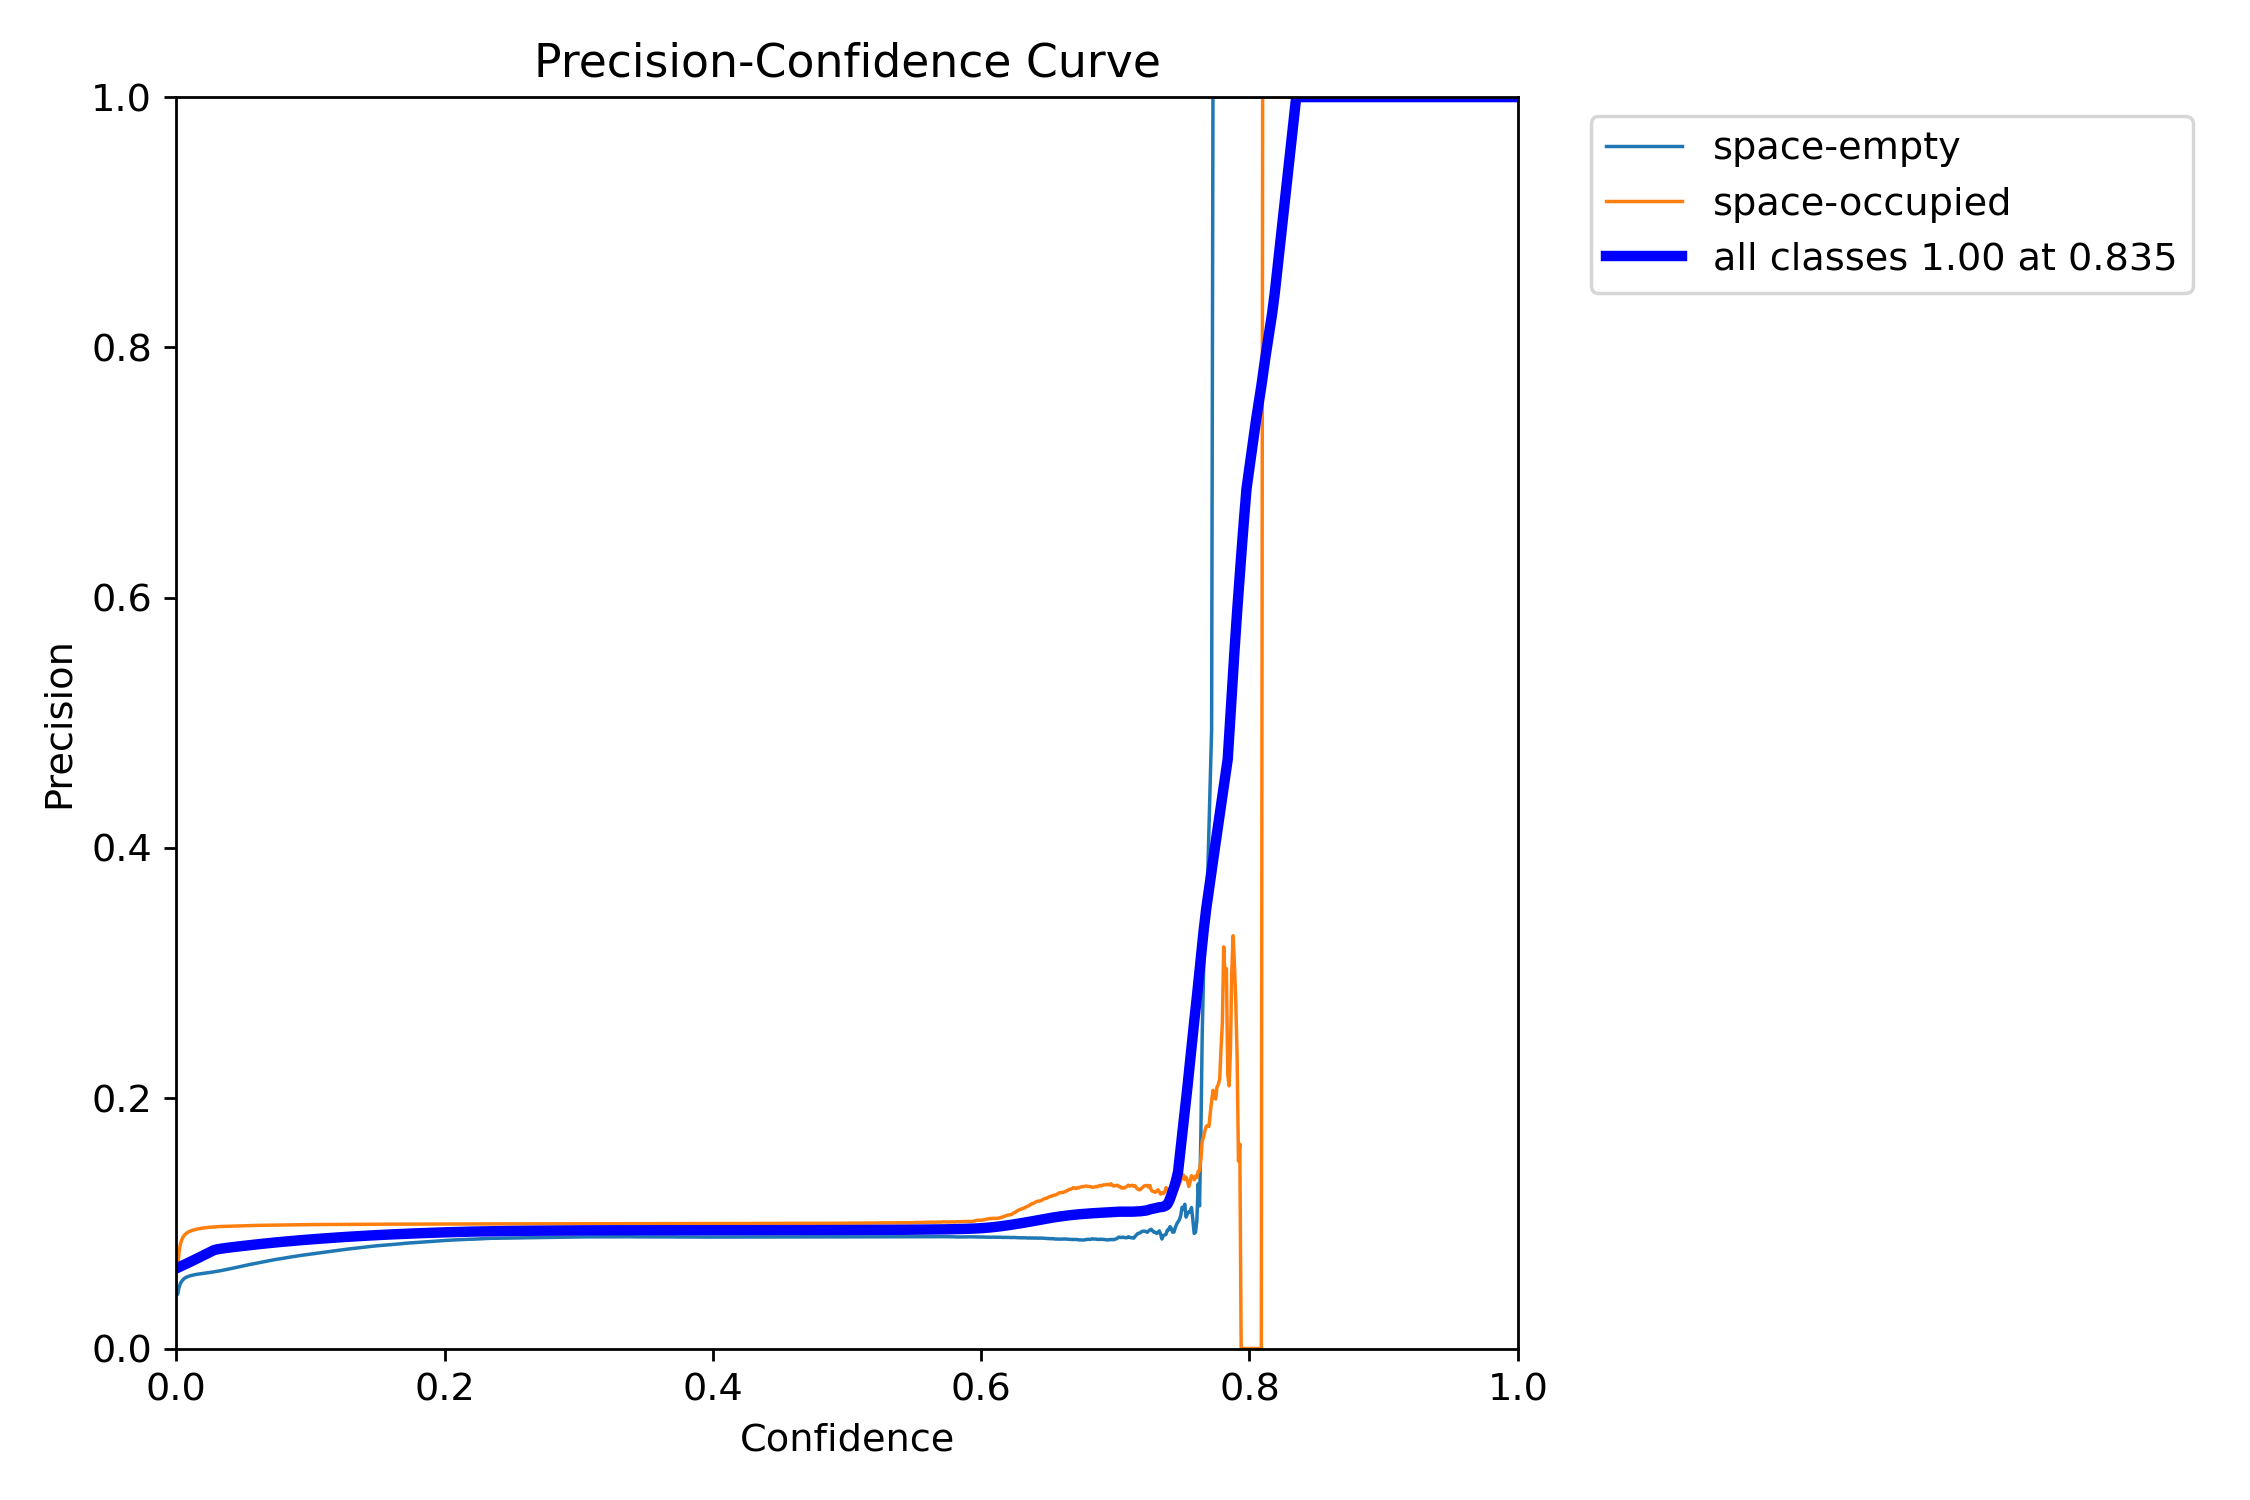 Precision-Confidence Curve
1.0
0.8
0.6
0.4
0.2
0.0
Precision
0.0 0.2 0.4 0.6 0.8 1.0
Confidence
space-empty
space-occupied
all classes 1.00 at 0.835